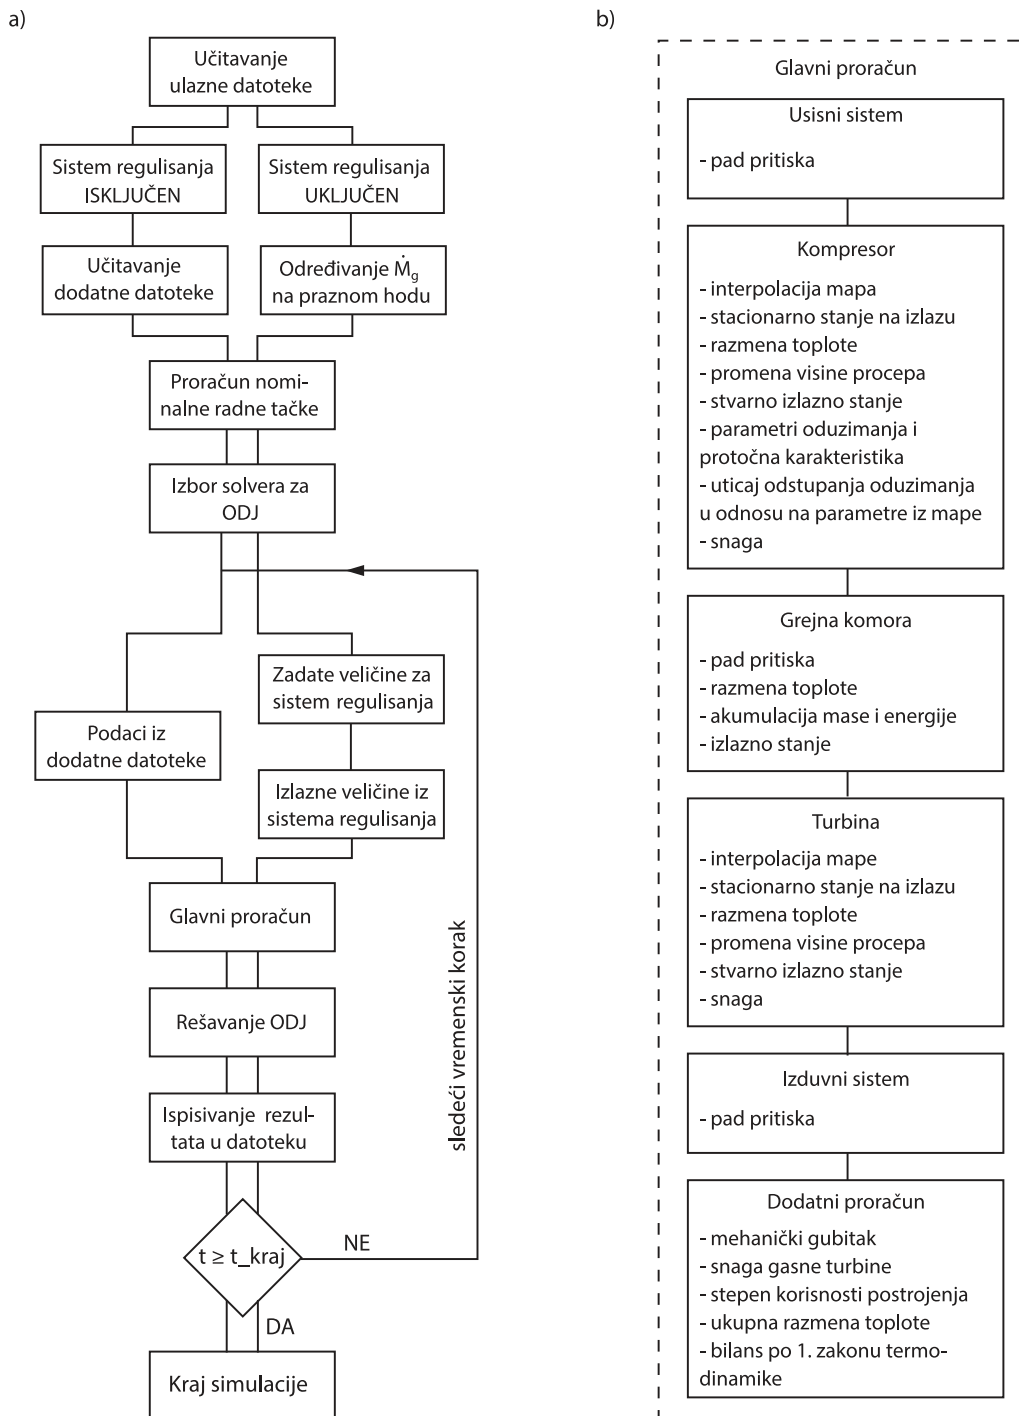 a)
Učitavanje
ulazne datoteke
Sistem regulisanja
ISKLJUČEN
Sistem regulisanja
UKLJUČEN
Učitavanje
dodatne datoteke
Određivanje Ṁg
na praznom hodu
Proračun nomi-
nalne radne tačke
Izbor solvera za
ODJ
Zadate veličine za
sistem regulisanja
Podaci iz
dodatne datoteke
Izlazne veličine iz
sistema regulisanja
Glavni proračun
Rešavanje ODJ
Ispisivanje rezul-
tata u datoteku
t ≥ t_kraj
NE
DA
Kraj simulacije
sledeći vremenski korak
b)
Glavni proračun
Usisni sistem
- pad pritiska
Kompresor
- interpolacija mapa
- stacionarno stanje na izlazu
- razmena toplote
- promena visine procepa
- stvarno izlazno stanje
- parametri oduzimanja i
protočna karakteristika
- uticaj odstupanja oduzimanja
u odnosu na parametre iz mape
- snaga
Grejna komora
- pad pritiska
- razmena toplote
- akumulacija mase i energije
- izlazno stanje
Turbina
- interpolacija mape
- stacionarno stanje na izlazu
- razmena toplote
- promena visine procepa
- stvarno izlazno stanje
- snaga
Izduvni sistem
- pad pritiska
Dodatni proračun
- mehanički gubitak
- snaga gasne turbine
- stepen korisnosti postrojenja
- ukupna razmena toplote
- bilans po 1. zakonu termo-
dinamike